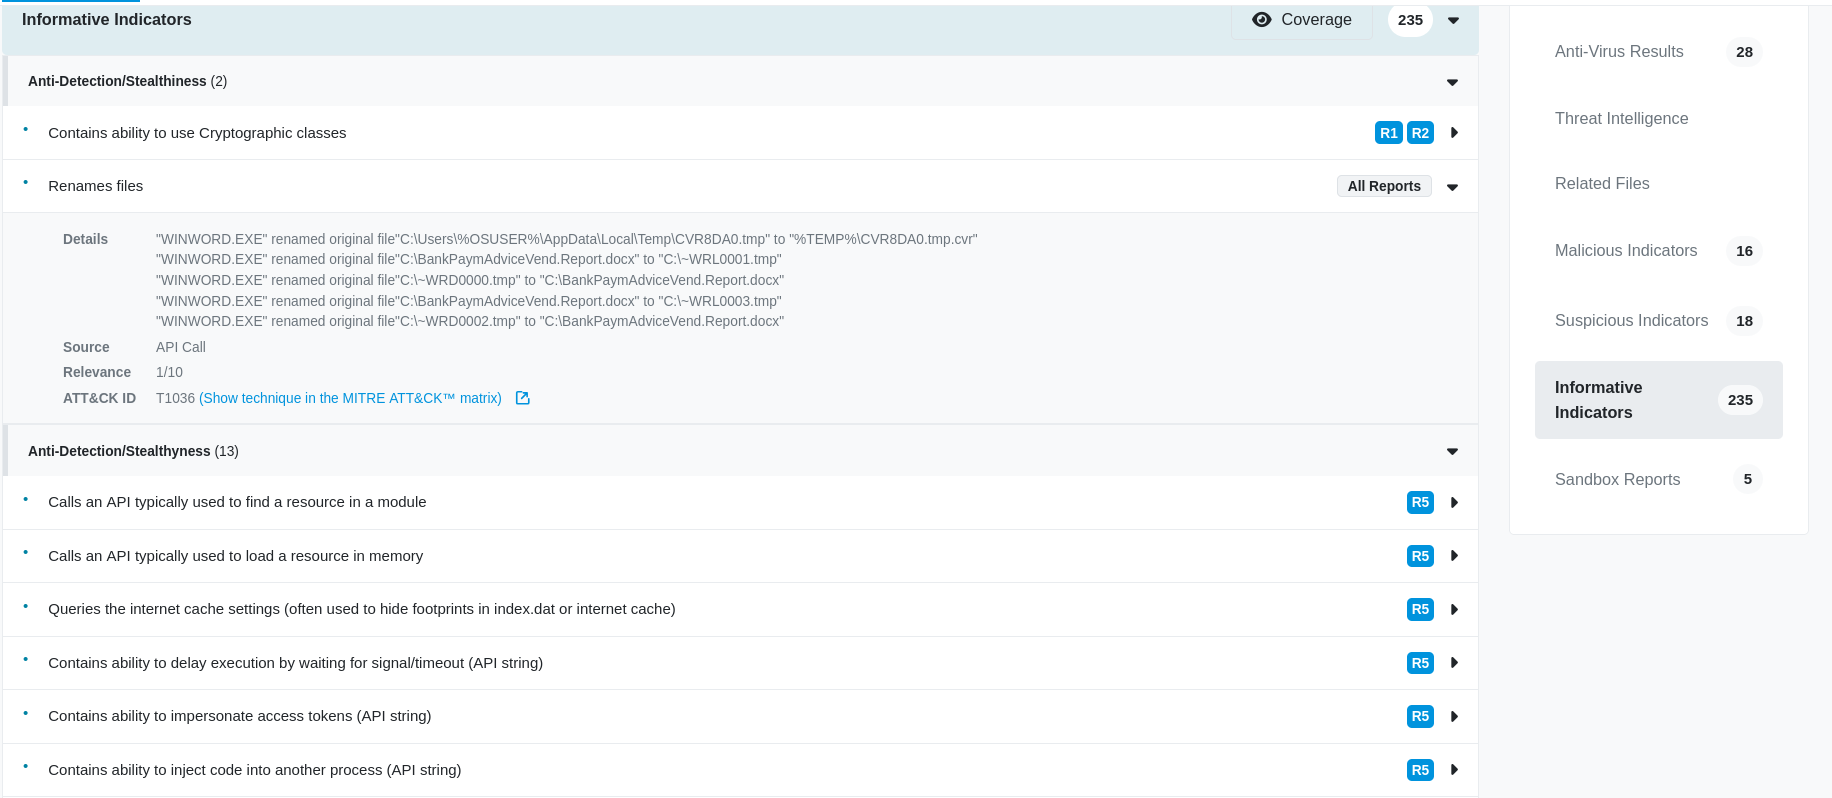 Informative Indicators
Coverage
235
Anti-Detection/Stealthiness (2)
Contains ability to use Cryptographic classes
R1 R2
Renames files
All Reports
Details
"WINWORD.EXE" renamed original file"C:\Users\%OSUSER%\AppData\Local\Temp\CVR8DA0.tmp" to "%TEMP%\CVR8DA0.tmp.cvr"
"WINWORD.EXE" renamed original file"C:\BankPaymAdviceVend.Report.docx" to "C:\~WRL0001.tmp"
"WINWORD.EXE" renamed original file"C:\~WRD0000.tmp" to "C:\BankPaymAdviceVend.Report.docx"
"WINWORD.EXE" renamed original file"C:\BankPaymAdviceVend.Report.docx" to "C:\~WRL0003.tmp"
"WINWORD.EXE" renamed original file"C:\~WRD0002.tmp" to "C:\BankPaymAdviceVend.Report.docx"
Source API Call
Relevance 1/10
ATT&CK ID T1036 (Show technique in the MITRE ATT&CK™ matrix)
Anti-Detection/Stealthyness (13)
Calls an API typically used to find a resource in a module
R5
Calls an API typically used to load a resource in memory
R5
Queries the internet cache settings (often used to hide footprints in index.dat or internet cache)
R5
Contains ability to delay execution by waiting for signal/timeout (API string)
R5
Contains ability to impersonate access tokens (API string)
R5
Contains ability to inject code into another process (API string)
R5
Anti-Virus Results 28
Threat Intelligence
Related Files
Malicious Indicators 16
Suspicious Indicators 18
Informative
Indicators
235
Sandbox Reports 5